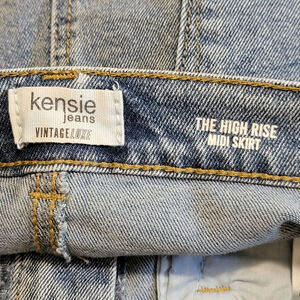 kensie
jeans
VINTAGE LUXE
THE HIGH RISE
MIDI SKIRT